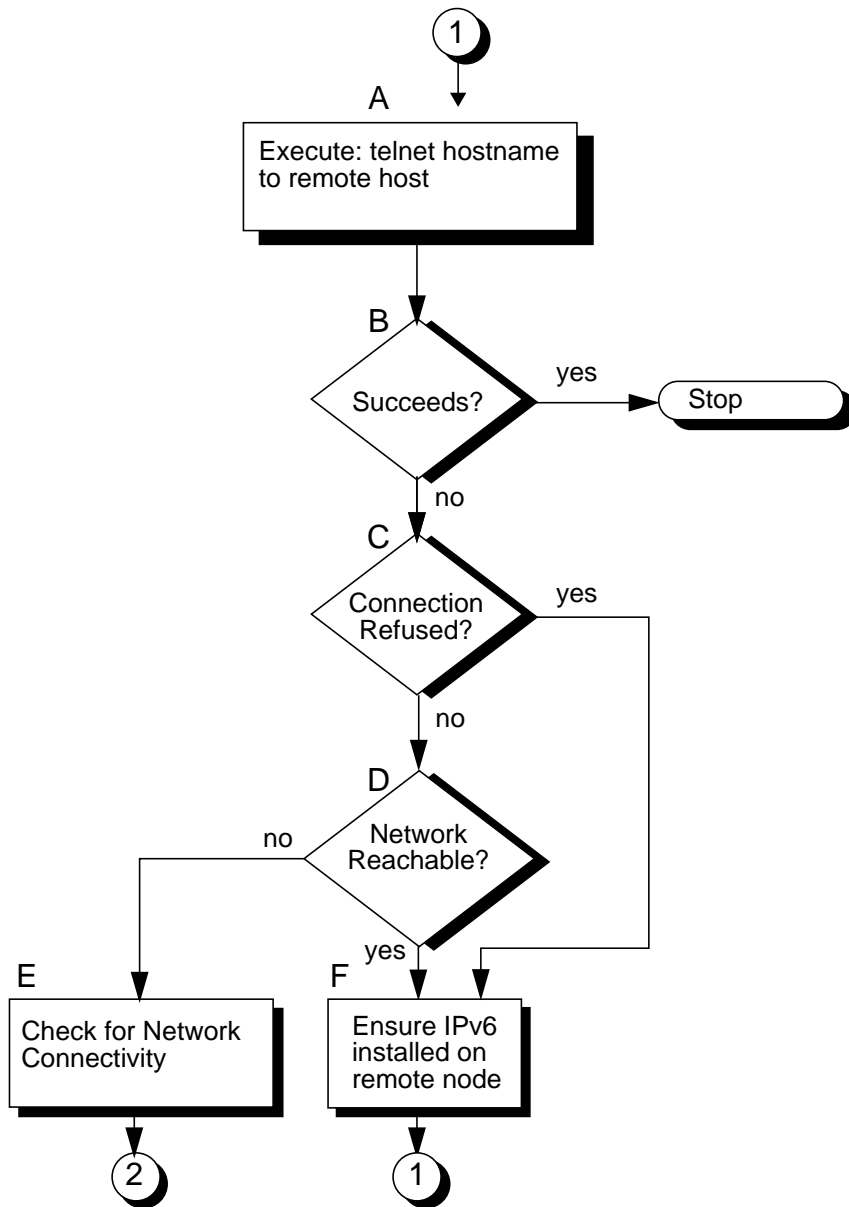 1
A
Execute: telnet hostname
to remote host
B
Succeeds?
yes
Stop
no
C
Connection
Refused?
yes
no
D
Network
Reachable?
no
yes
E
Check for Network
Connectivity
F
Ensure IPv6
installed on
remote node
2
1